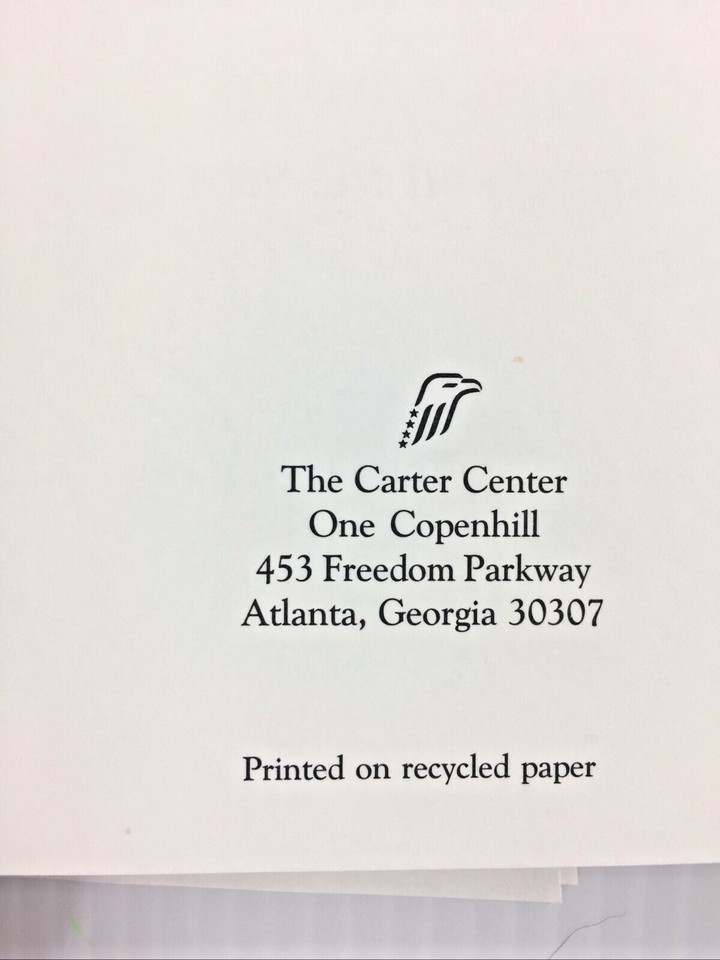 The Carter Center
One Copenhill
453 Freedom Parkway
Atlanta, Georgia 30307
Printed on recycled paper